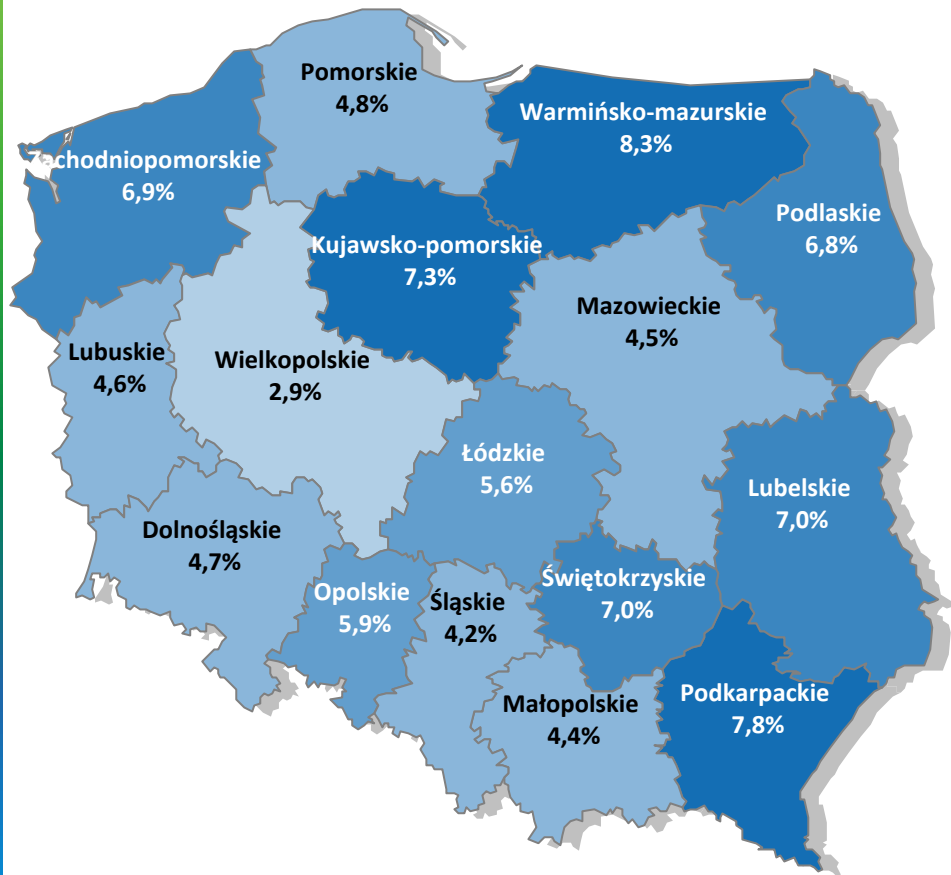 Pomorskie
4,8%
Warmińsko-mazurskie
8,3%
Zachodniopomorskie
6,9%
Podlaskie
6,8%
Kujawsko-pomorskie
7,3%
Mazowieckie
4,5%
Lubuskie
4,6%
Wielkopolskie
2,9%
Łódzkie
5,6%
Lubelskie
7,0%
Dolnośląskie
4,7%
Opolskie
5,9%
Śląskie
4,2%
Świętokrzyskie
7,0%
Małopolskie
4,4%
Podkarpackie
7,8%